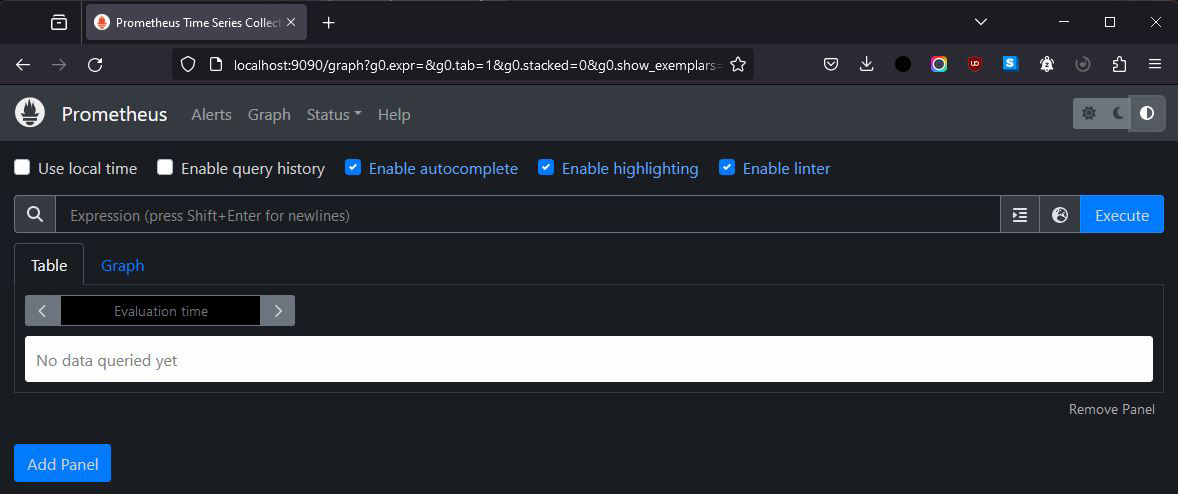 Prometheus Time Series Collect
localhost:9090/graph?g0.expr=&g0.tab=1&g0.stacked=0&g0.show_exemplars=
Prometheus Alerts Graph Status Help
Use local time Enable query history Enable autocomplete Enable highlighting Enable linter
Expression (press Shift+Enter for newlines) Execute
Table Graph
Evaluation time
No data queried yet
Remove Panel
Add Panel